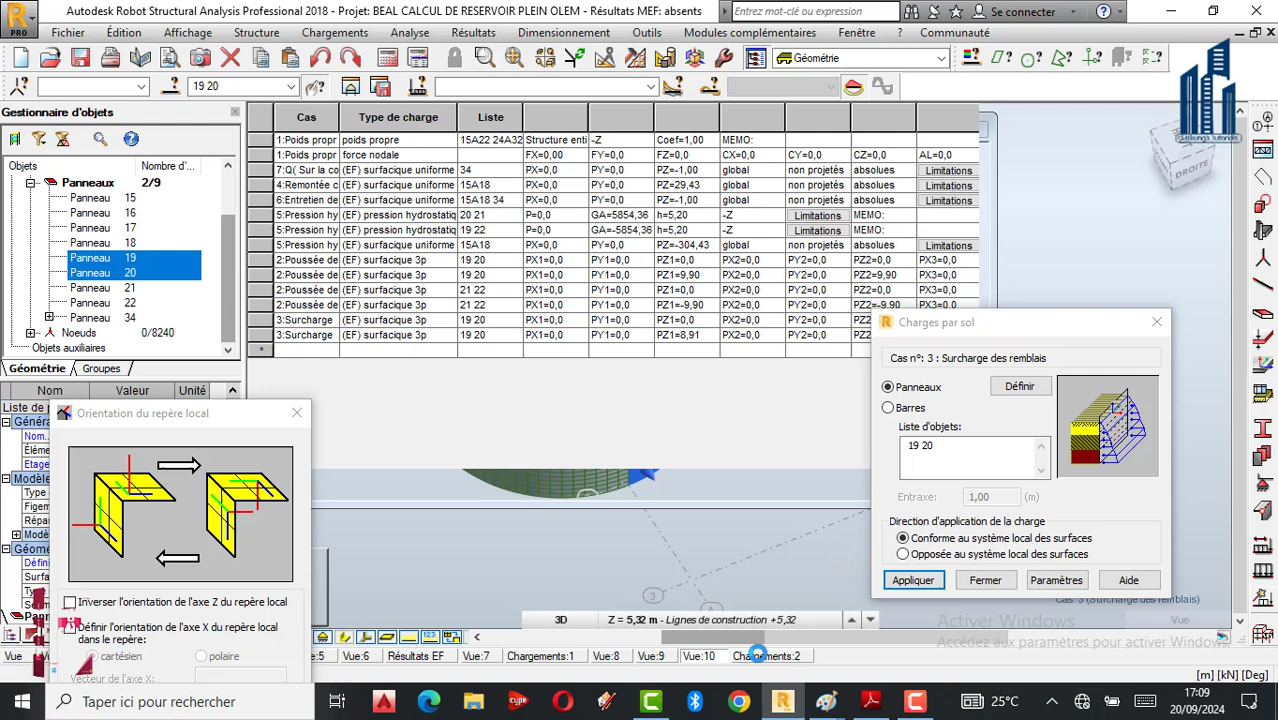 Autodesk Robot Structural Analysis Professional 2018 - Projet: BEAL CALCUL DE RESERVOIR PLEIN OLEM - Résultats MEF: absents
Entrez mot-clé ou expression
Se connecter
PRO
Fichier Édition Affichage Structure Chargements Analyse Résultats Dimensionnement Outils Modules complémentaires Fenêtre Communauté
Géométrie
19 20
Gestionnaire d'objets
Objets Nombre d'...
Panneaux 2/9
Panneau 15
Panneau 16
Panneau 17
Panneau 18
Panneau 19
Panneau 20
Panneau 21
Panneau 22
Panneau 34
Noeuds 0/8240
Objets auxiliaires
Géométrie Groupes
Nom Valeur Unité
Cas Type de charge Liste
1:Poids propr poids propre 15A22 24A32 Structure enti -Z Coef=1,00 MEMO:
1:Poids propr force nodale FX=0,00 FY=0,0 FZ=0,0 CX=0,0 CY=0,0 CZ=0,0 AL=0,0
7:Q( Sur la co (EF) surfacique uniforme 34 PX=0,0 PY=0,0 PZ=-1,00 global non projetés absolues Limitations
4:Remontée c (EF) surfacique uniforme 15A18 PX=0,0 PY=0,0 PZ=29,43 global non projetés absolues Limitations
6:Entretien de (EF) surfacique uniforme 15A18 34 PX=0,0 PY=0,0 PZ=-1,00 global non projetés absolues Limitations
5:Pression hy (EF) pression hydrostatiq 20 21 P=0,0 GA=5854,36 h=5,20 -Z Limitations MEMO:
5:Pression hy (EF) pression hydrostatiq 19 22 P=0,0 GA=-5854,36 h=5,20 -Z Limitations MEMO:
5:Pression hy (EF) surfacique uniforme 15A18 PX=0,0 PY=0,0 PZ=-304,43 global non projetés absolues Limitations
2:Poussée de (EF) surfacique 3p 19 20 PX1=0,0 PY1=0,0 PZ1=0,0 PX2=0,0 PY2=0,0 PZ2=0,0 PX3=0,0
2:Poussée de (EF) surfacique 3p 19 20 PX1=0,0 PY1=0,0 PZ1=9,90 PX2=0,0 PY2=0,0 PZ2=9,90 PX3=0,0
2:Poussée de (EF) surfacique 3p 21 22 PX1=0,0 PY1=0,0 PZ1=0,0 PX2=0,0 PY2=0,0 PZ2=0,0 PX3=0,0
2:Poussée de (EF) surfacique 3p 21 22 PX1=0,0 PY1=0,0 PZ1=-9,90 PX2=0,0 PY2=0,0 PZ2=-9,90 PX3=0,0
3:Surcharge (EF) surfacique 3p 19 20 PX1=0,0 PY1=0,0 PZ1=0,0 PX2=0,0 PY2=0,0 PZ2
3:Surcharge (EF) surfacique 3p 19 20 PX1=0,0 PY1=0,0 PZ1=8,91 PX2=0,0 PY2=0,0 PZ2
*
DROITE
Charges par sol
Cas n°: 3 : Surcharge des remblais
Panneaux Définir
Barres
Liste d'objets:
19 20
Entraxe: 1,00 (m)
Direction d'application de la charge
Conforme au système local des surfaces
Opposée au système local des surfaces
Appliquer Fermer Paramètres Aide
Cas: 3 (Surcharge des remblais)
Orientation du repère local
Inverser l'orientation de l'axe Z du repère local
Définir l'orientation de l'axe X du repère local
dans le repère:
cartésien polaire
Vecteur de l'axe X:
3
A
3D Z = 5,32 m - Lignes de construction +5,32
Vue
Activer Windows
Accédez aux paramètres pour activer Windows.
Vue :5 Vue:6 Résultats EF Vue:7 Chargements:1 Vue:8 Vue:9 Vue:10 Chargements:2
[m] [kN] [Deg]
Taper ici pour rechercher
cype
25°C
17:09
20/09/2024